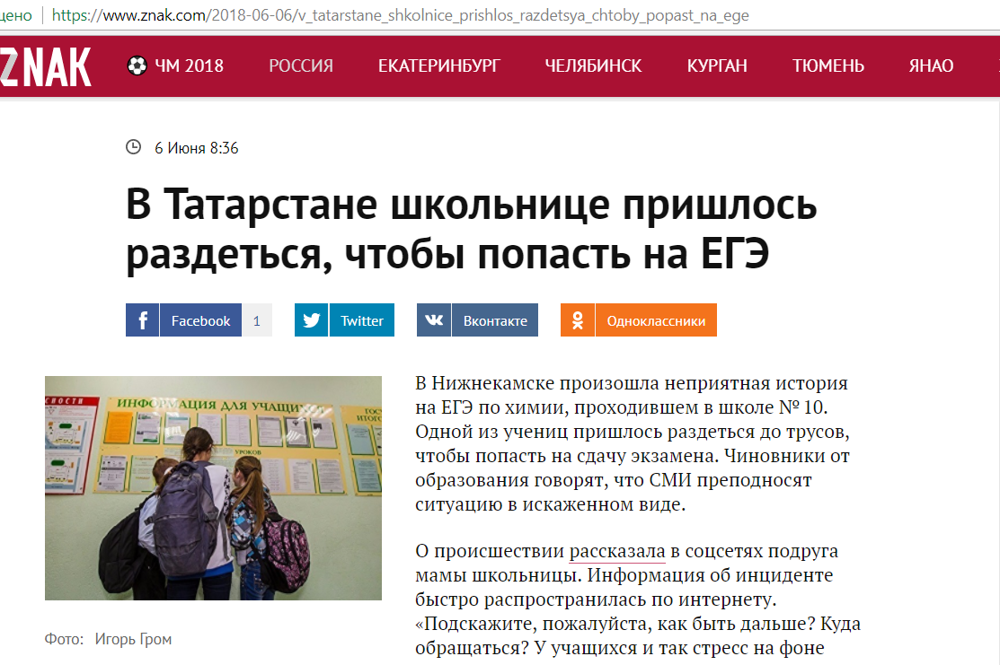 щено https://www.znak.com/2018-06-06/v_tatarstane_shkolnice_prishlos_razdetsya_chtoby_popast_na_ege
ZNAK ЧМ 2018 РОССИЯ ЕКАТЕРИНБУРГ ЧЕЛЯБИНСК КУРГАН ТЮМЕНЬ ЯНАО
6 Июня 8:36
В Татарстане школьнице пришлось
раздеться, чтобы попасть на ЕГЭ
Facebook 1 Twitter Вконтакте Одноклассники
ИНФОРМАЦИЯ ДЛЯ УЧАЩИ
УРОКОВ
Фото: Игорь Гром
В Нижнекамске произошла неприятная история
на ЕГЭ по химии, проходившем в школе № 10.
Одной из учениц пришлось раздеться до трусов,
чтобы попасть на сдачу экзамена. Чиновники от
образования говорят, что СМИ преподносят
ситуацию в искаженном виде.
О происшествии рассказала в соцсетях подруга
мамы школьницы. Информация об инциденте
быстро распространилась по интернету.
«Подскажите, пожалуйста, как быть дальше? Куда
обращаться? У учащихся и так стресс на фоне